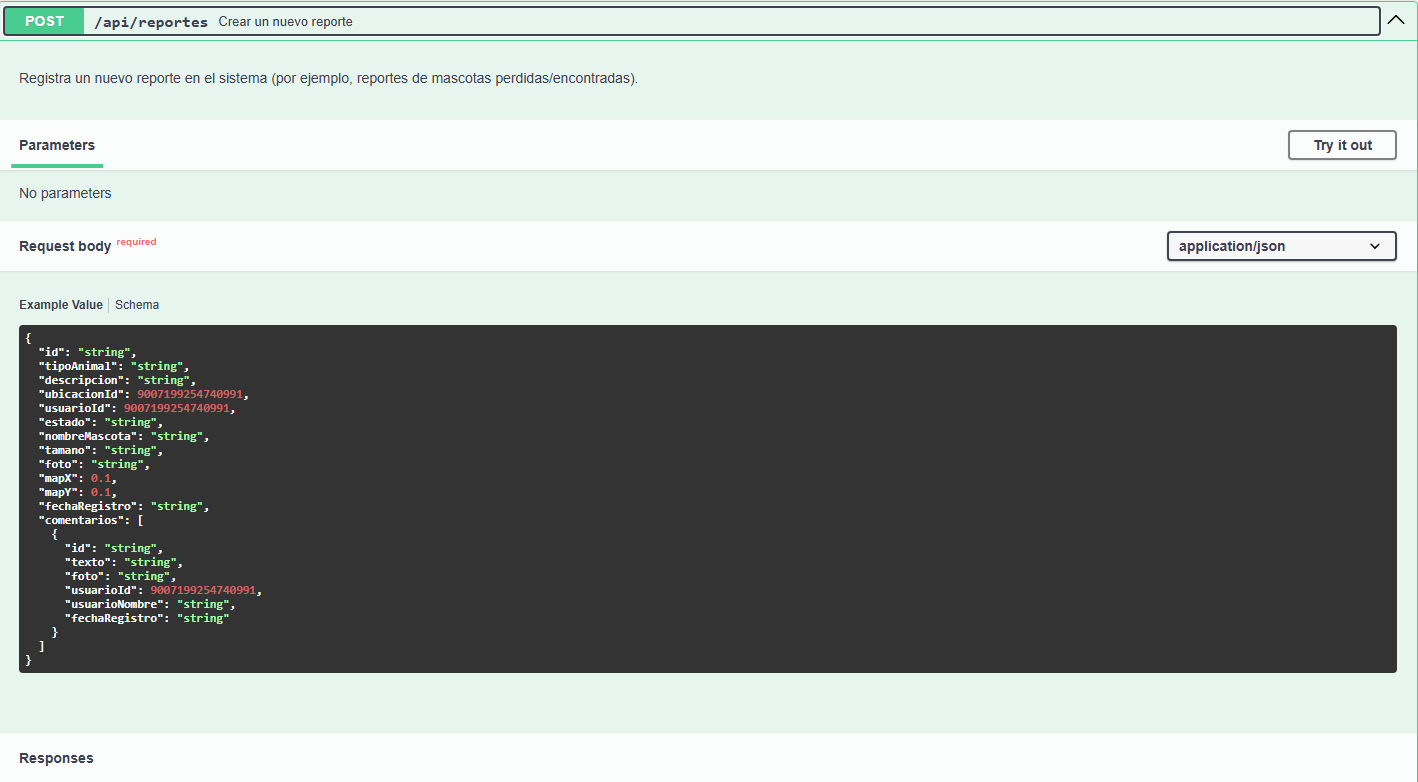 POST /api/reportes Crear un nuevo reporte
Registra un nuevo reporte en el sistema (por ejemplo, reportes de mascotas perdidas/encontradas).
Parameters
Try it out
No parameters
Request body required
application/json
Example Value Schema
{
  "id": "string",
  "tipoAnimal": "string",
  "descripcion": "string",
  "ubicacionId": 9007199254740991,
  "usuarioId": 9007199254740991,
  "estado": "string",
  "nombreMascota": "string",
  "tamano": "string",
  "foto": "string",
  "mapX": 0.1,
  "mapY": 0.1,
  "fechaRegistro": "string",
  "comentarios": [
    {
      "id": "string",
      "texto": "string",
      "foto": "string",
      "usuarioId": 9007199254740991,
      "usuarioNombre": "string",
      "fechaRegistro": "string"
    }
  ]
}
Responses